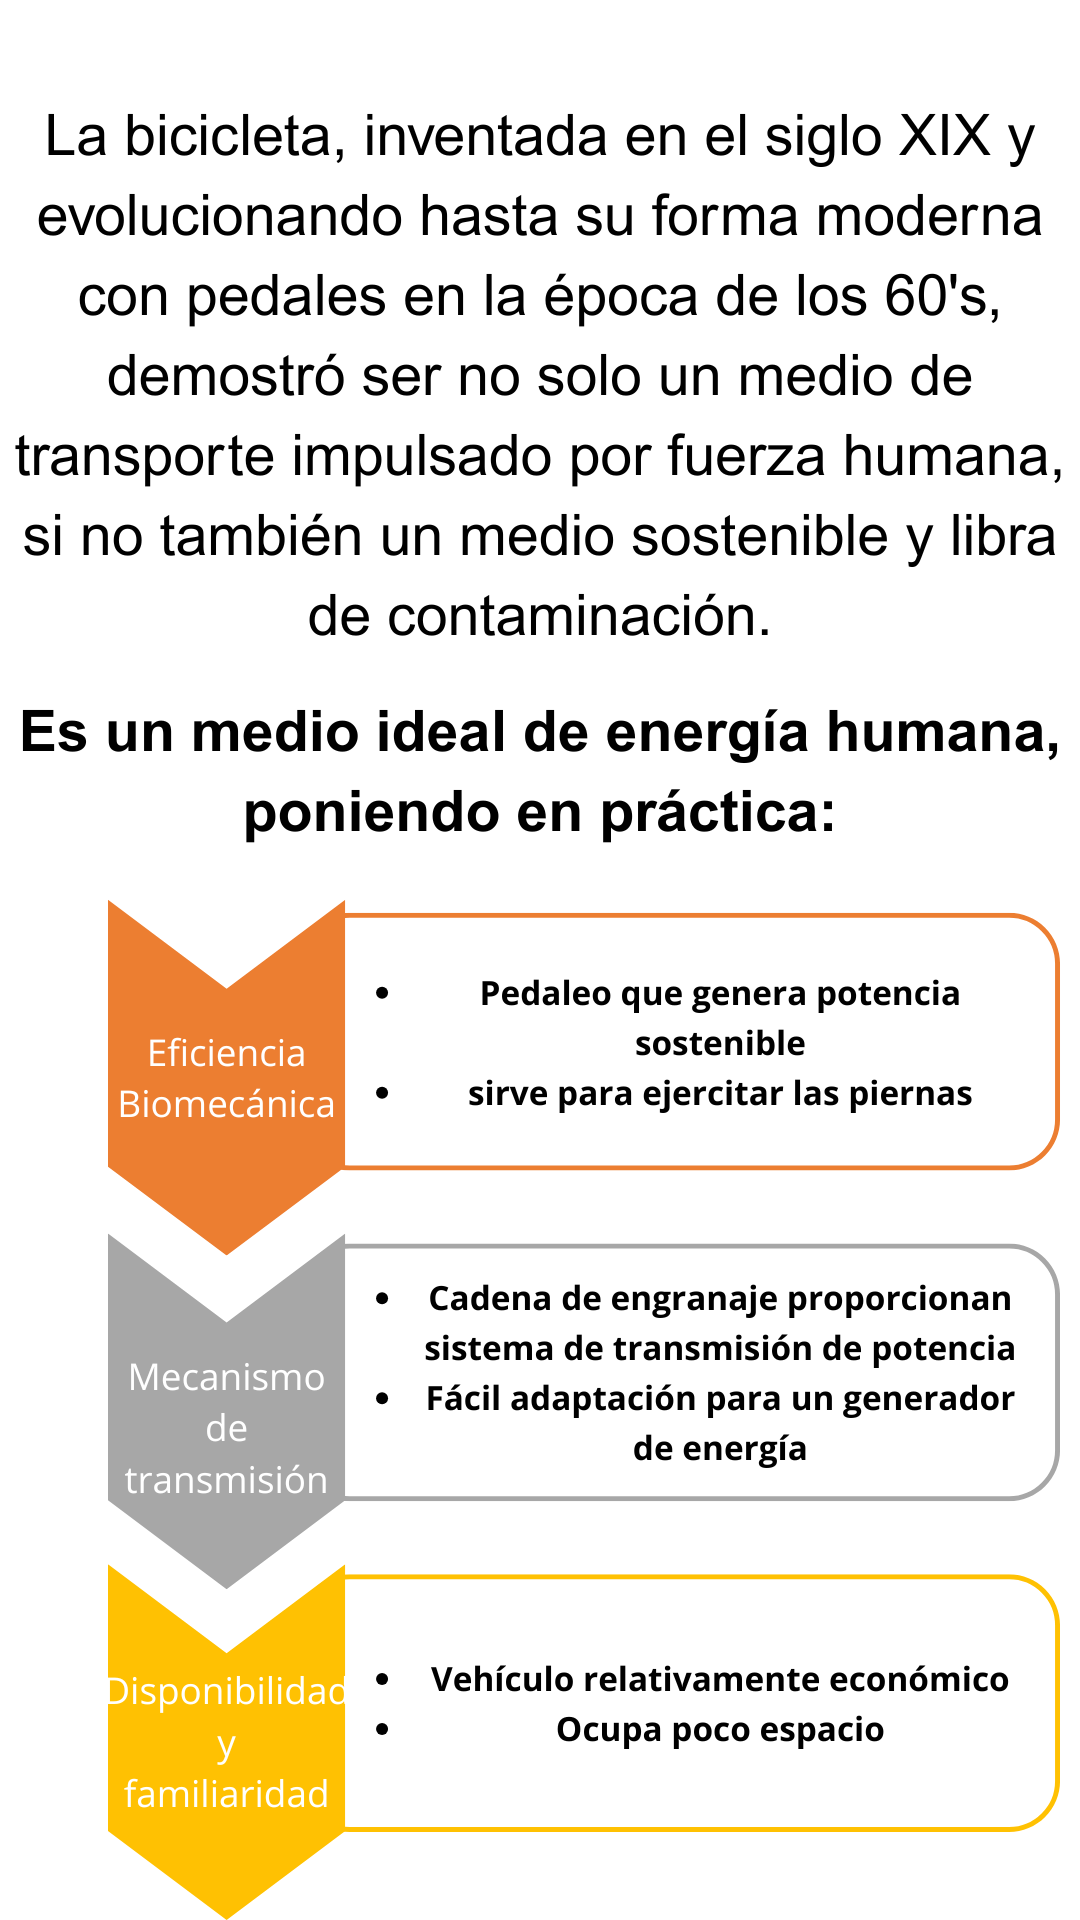 La bicicleta, inventada en el siglo XIX y
evolucionando hasta su forma moderna
con pedales en la época de los 60's,
demostró ser no solo un medio de
transporte impulsado por fuerza humana,
si no también un medio sostenible y libra
de contaminación.
Es un medio ideal de energía humana,
poniendo en práctica:
Eficiencia
Biomecánica
• Pedaleo que genera potencia
sostenible
• sirve para ejercitar las piernas
Mecanismo
de
transmisión
• Cadena de engranaje proporcionan
sistema de transmisión de potencia
• Fácil adaptación para un generador
de energía
Disponibilidad
y
familiaridad
• Vehículo relativamente económico
• Ocupa poco espacio